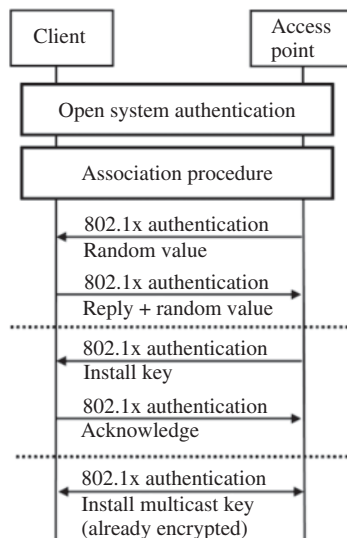 Client
Access
point
Open system authentication
Association procedure
802.1x authentication
Random value
802.1x authentication
Reply + random value
802.1x authentication
Install key
802.1x authentication
Acknowledge
802.1x authentication
Install multicast key
(already encrypted)